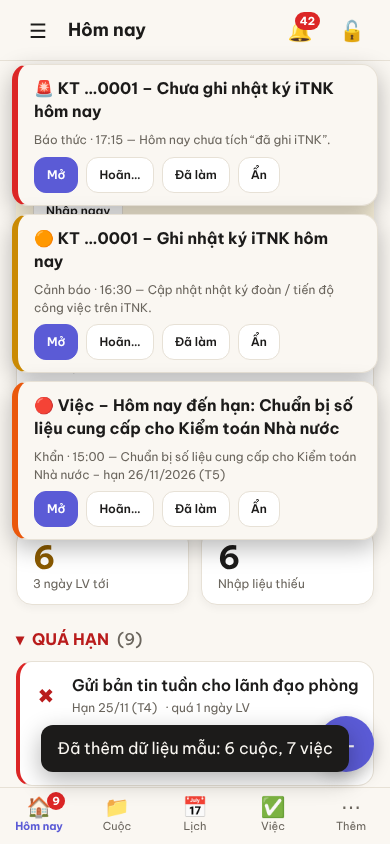 Hôm nay
42
KT …0001 – Chưa ghi nhật ký iTNK
hôm nay
Báo thức · 17:15 — Hôm nay chưa tích “đã ghi iTNK”.
Mở
Hoãn…
Đã làm
Ẩn
Nhập ngay
KT …0001 – Ghi nhật ký iTNK hôm
nay
Cảnh báo · 16:30 — Cập nhật nhật ký đoàn / tiến độ
công việc trên iTNK.
Mở
Hoãn…
Đã làm
Ẩn
Việc – Hôm nay đến hạn: Chuẩn bị số
liệu cung cấp cho Kiểm toán Nhà nước
Khẩn · 15:00 — Chuẩn bị số liệu cung cấp cho Kiểm toán
Nhà nước – hạn 26/11/2026 (T5)
Mở
Hoãn…
Đã làm
Ẩn
6
3 ngày LV tới
6
Nhập liệu thiếu
▼ QUÁ HẠN (9)
Gửi bản tin tuần cho lãnh đạo phòng
Hạn 25/11 (T4) · quá 1 ngày LV
Đã thêm dữ liệu mẫu: 6 cuộc, 7 việc
9
Hôm nay
Cuộc
Lịch
Việc
Thêm